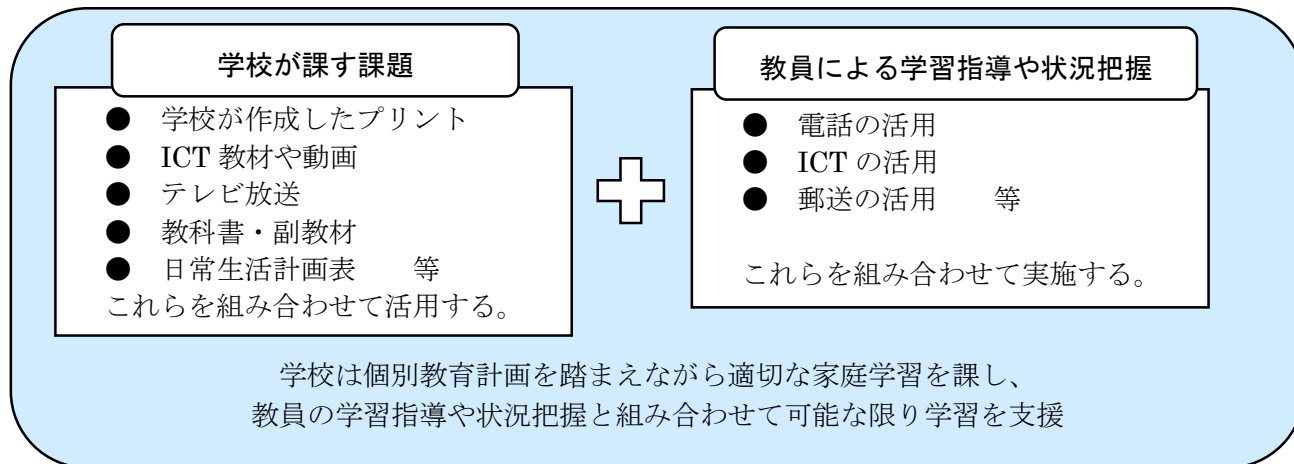 学校が課す課題
● 学校が作成したプリント
● ICT 教材や動画
● テレビ放送
● 教科書・副教材
● 日常生活計画表　　等
これらを組み合わせて活用する。
教員による学習指導や状況把握
● 電話の活用
● ICT の活用
● 郵送の活用　　等
これらを組み合わせて実施する。
学校は個別教育計画を踏まえながら適切な家庭学習を課し、
教員の学習指導や状況把握と組み合わせて可能な限り学習を支援